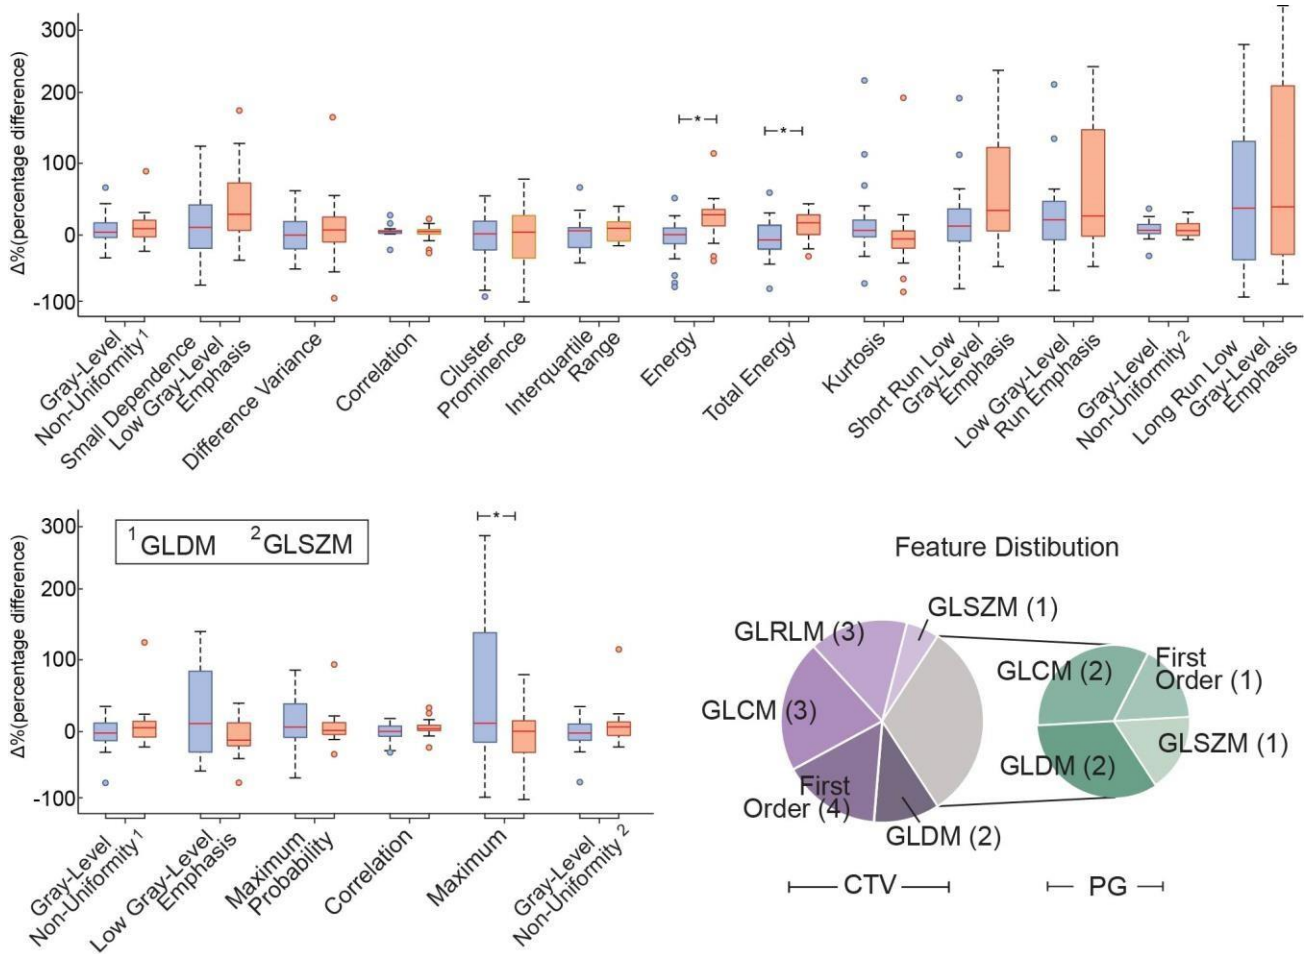 Δ%(percentage difference)
300
200
100
0
-100
*
*
Gray-Level
Non-Uniformity¹
Small Dependence
Low Gray-Level
Emphasis
Difference Variance
Correlation
Cluster
Prominence
Interquartile
Range
Energy
Total Energy
Kurtosis
Short Run Low
Gray-Level
Emphasis
Low Gray-Level
Run Emphasis
Gray-Level
Non-Uniformity²
Long Run Low
Gray-Level
Emphasis
Δ%(percentage difference)
300
200
100
0
-100
¹GLDM ²GLSZM
*
Gray-Level
Non-Uniformity¹
Low Gray-Level
Emphasis
Maximum
Probability
Correlation
Maximum
Gray-Level
Non-Uniformity²
Feature Distibution
GLSZM (1)
GLRLM (3)
GLCM (3)
First
Order (4)
GLDM (2)
CTV
GLCM (2)
First
Order (1)
GLSZM (1)
GLDM (2)
PG